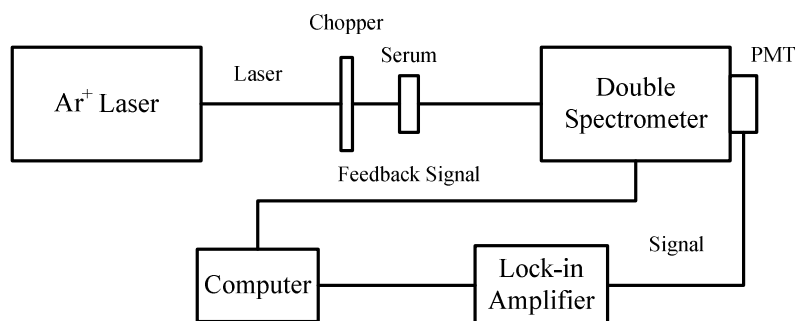 Chopper
Laser
Serum
PMT
Ar+ Laser
Double
Spectrometer
Feedback Signal
Signal
Computer
Lock-in
Amplifier